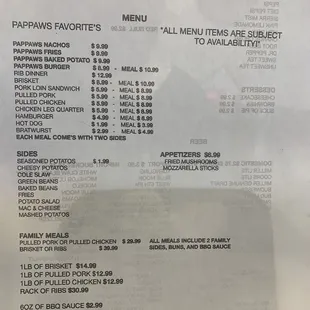 MENU
PAPPAWS FAVORITE'S
"ALL MENU ITEMS ARE SUBJECT
TO AVAILABILITY!"
PAPPAWS NACHOS $ 9.99
PAPPAWS FRIES $ 9.99
PAPPAWS BAKED POTATO $ 9.99
PAPPAWS BURGER $ 6.99 - MEAL $ 10.99
RIB DINNER $ 12.99
BRISKET $ 5.99 - MEAL $ 10.99
PORK LOIN SANDWICH $ 5.99 - MEAL $ 8.99
PULLED PORK $ 5.99 - MEAL $ 8.99
PULLED CHICKEN $ 5.99 - MEAL $ 8.99
CHICKEN LEG QUARTER $ 5.99 - MEAL $ 8.99
HAMBURGER $ 4.99 - MEAL $ 8.99
HOT DOG $ 1.99 - MEAL $ 3.99
BRATWURST $ 2.99 - MEAL $ 4.99
EACH MEAL COME'S WITH TWO SIDES
SIDES
SEASONED POTATOS $ 1.99
CHEESY POTATOS
COLE SLAW
GREEN BEANS
BAKED BEANS
FRIES
POTATO SALAD
MAC & CHEESE
MASHED POTATOS
APPETIZERS $6.99
FRIED MUSHROOMS
MOZZARELLA STICKS
FAMILY MEALS
PULLED PORK OR PULLED CHICKEN $ 29.99
BRISKET OR RIBS $ 39.99
ALL MEALS INCLUDE 2 FAMILY
SIDES, BUNS, AND BBQ SAUCE
1LB OF BRISKET $14.99
1LB OF PULLED PORK $12.99
1LB OF PULLED CHICKEN $12.99
RACK OF RIBS $30.99
6OZ OF BBQ SAUCE $2.99